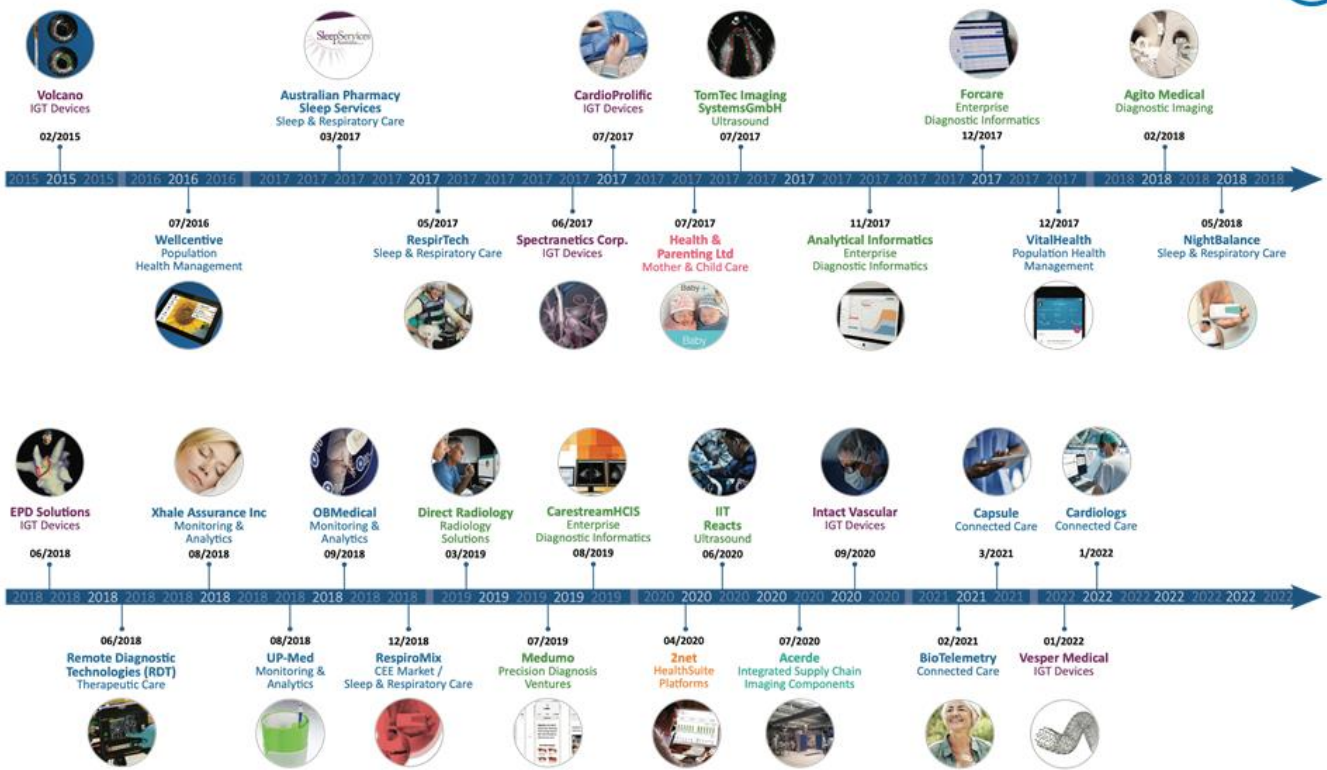 SleepServices
Australia
Volcano
IGT Devices
02/2015
Australian Pharmacy
Sleep Services
Sleep & Respiratory Care
03/2017
CardioProlific
IGT Devices
07/2017
TomTec Imaging
SystemsGmbH
Ultrasound
07/2017
Forcare
Enterprise
Diagnostic Informatics
12/2017
Agito Medical
Diagnostic Imaging
02/2018
2015 2015 2015 2016 2016 2016 2017 2017 2017 2017 2017 2017 2017 2017 2017 2017 2017 2017 2017 2017 2017 2017 2017 2017 2017 2017 2017 2018 2018 2018 2018 2018
07/2016
Wellcentive
Population
Health Management
05/2017
RespirTech
Sleep & Respiratory Care
06/2017
Spectranetics Corp.
IGT Devices
07/2017
Health &
Parenting Ltd
Mother & Child Care
Baby+
Baby
11/2017
Analytical Informatics
Enterprise
Diagnostic Informatics
12/2017
VitalHealth
Population Health
Management
05/2018
NightBalance
Sleep & Respiratory Care
EPD Solutions
IGT Devices
06/2018
Xhale Assurance Inc
Monitoring &
Analytics
08/2018
OBMedical
Monitoring &
Analytics
09/2018
Direct Radiology
Radiology
Solutions
03/2019
CarestreamHCIS
Enterprise
Diagnostic Informatics
08/2019
IIT
Reacts
Ultrasound
06/2020
Intact Vascular
IGT Devices
09/2020
Capsule
Connected Care
3/2021
Cardiologs
Connected Care
1/2022
2018 2018 2018 2018 2018 2018 2018 2018 2018 2018 2018 2019 2019 2019 2019 2019 2020 2020 2020 2020 2020 2020 2020 2021 2021 2021 2022 2022 2022 2022 2022 2022 2022
06/2018
Remote Diagnostic
Technologies (RDT)
Therapeutic Care
08/2018
UP-Med
Monitoring &
Analytics
12/2018
RespiroMix
CEE Market /
Sleep & Respiratory Care
07/2019
Medumo
Precision Diagnosis
Ventures
04/2020
2net
HealthSuite
Platforms
07/2020
Acerde
Integrated Supply Chain
Imaging Components
02/2021
BioTelemetry
Connected Care
01/2022
Vesper Medical
IGT Devices